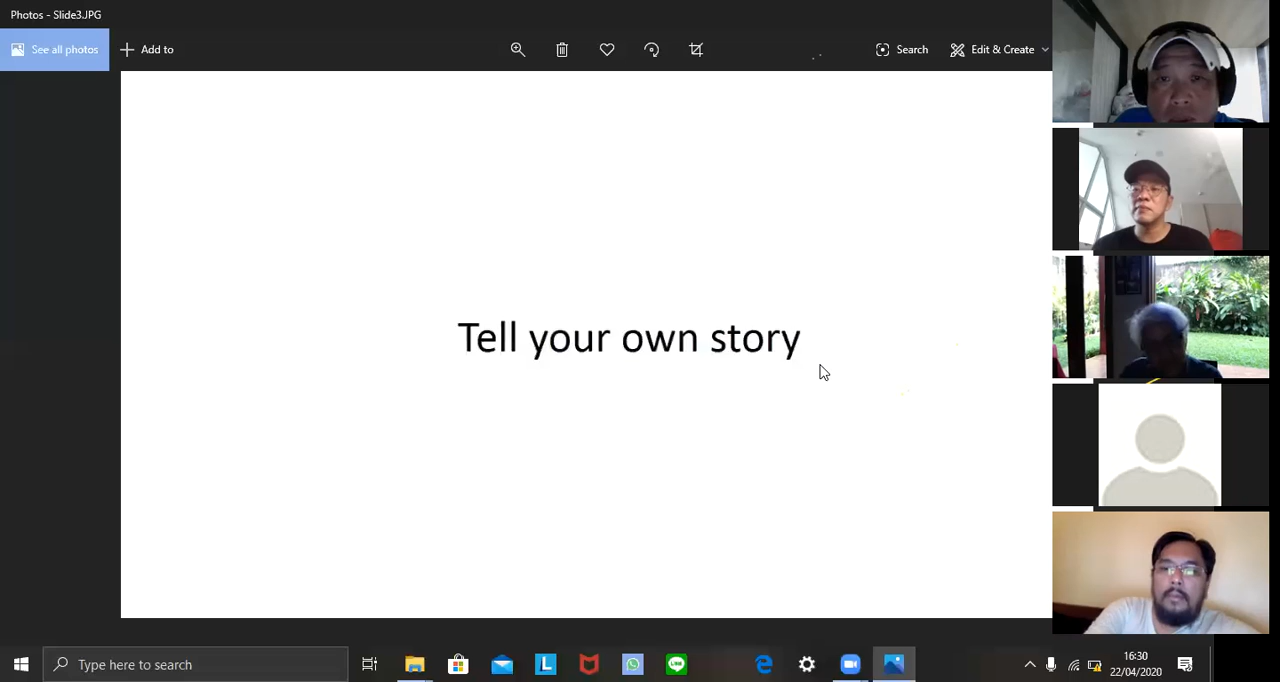 Photos - Slide3.JPG
See all photos
Add to
Search
Edit & Create
Tell your own story
Type here to search
L
LINE
16:30
22/04/2020